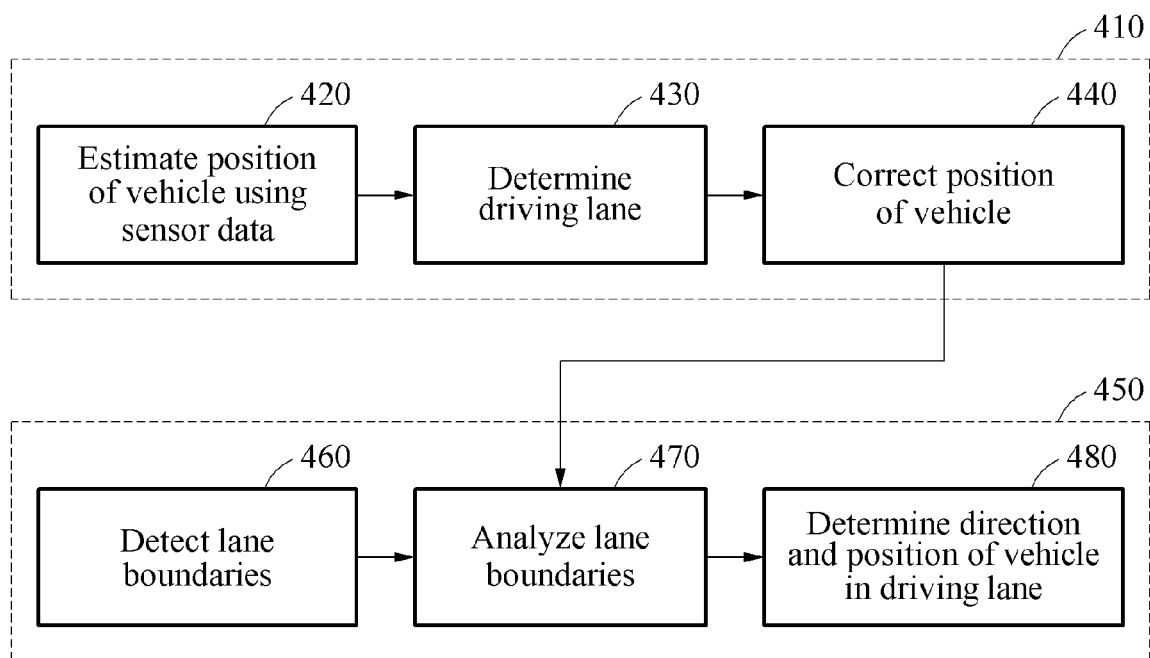 410
420
430
440
Estimate position
of vehicle using
sensor data
Determine
driving lane
Correct position
of vehicle
450
460
470
480
Detect lane
boundaries
Analyze lane
boundaries
Determine direction
and position of vehicle
in driving lane